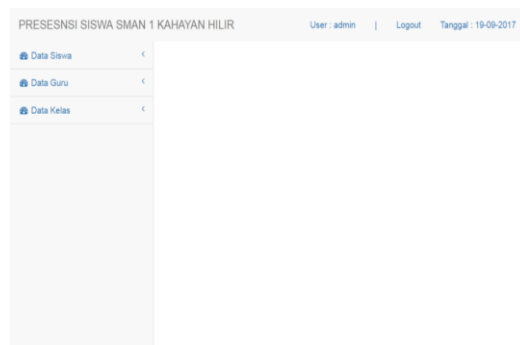 PRESESNSI SISWA SMAN 1 KAHAYAN HILIR User : admin | Logout Tanggal : 19-09-2017
Data Siswa
Data Guru
Data Kelas